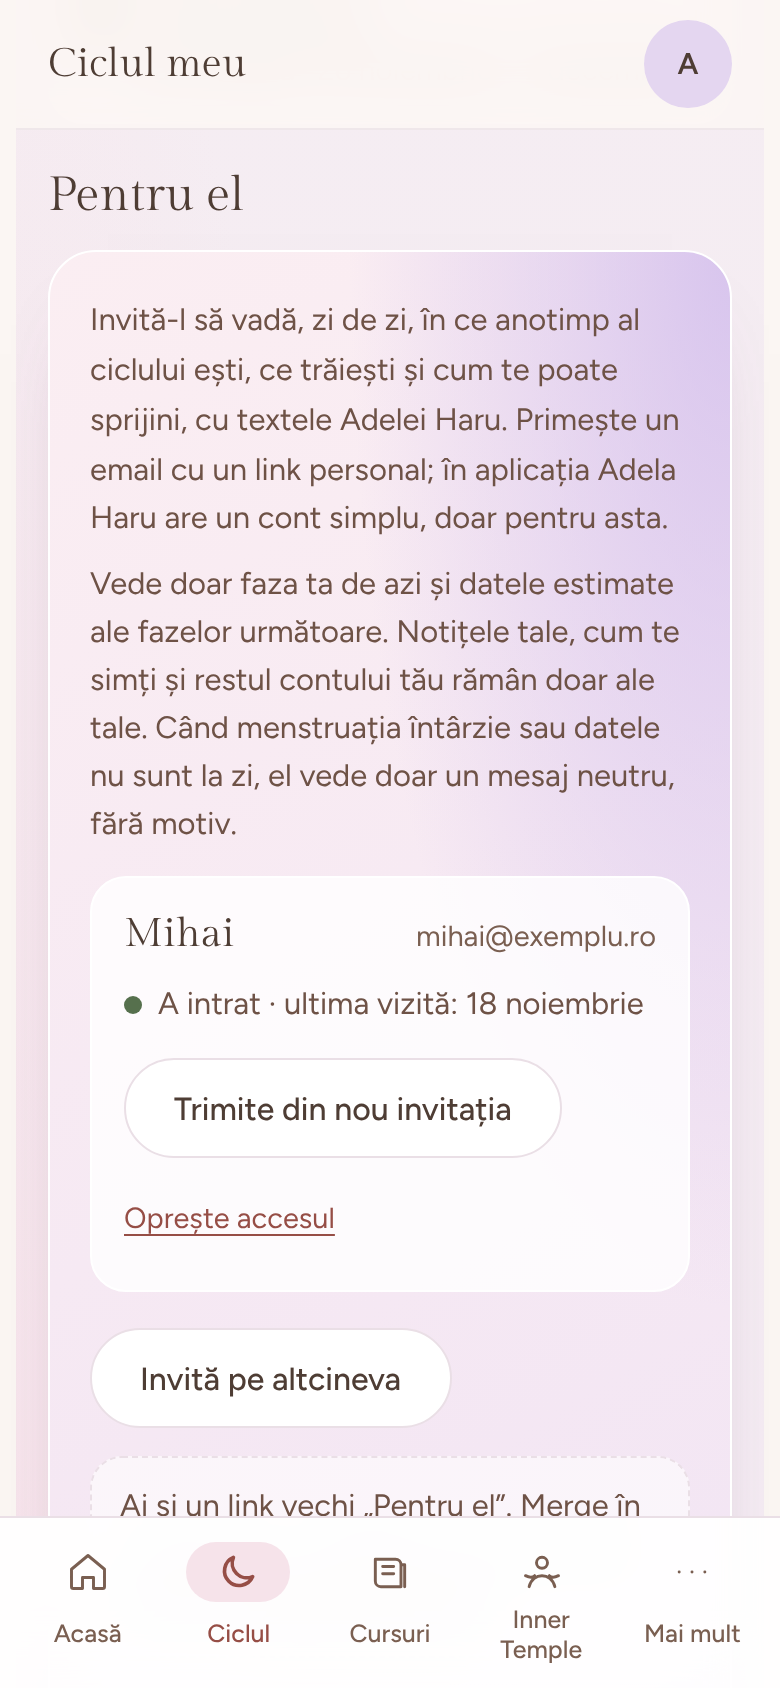 Ciclul meu
A
Pentru el
Invită-l să vadă, zi de zi, în ce anotimp al
ciclului ești, ce trăiești și cum te poate
sprijini, cu textele Adelei Haru. Primește un
email cu un link personal; în aplicația Adela
Haru are un cont simplu, doar pentru asta.
Vede doar faza ta de azi și datele estimate
ale fazelor următoare. Notițele tale, cum te
simți și restul contului tău rămân doar ale
tale. Când menstruația întârzie sau datele
nu sunt la zi, el vede doar un mesaj neutru,
fără motiv.
Mihai
mihai@exemplu.ro
A intrat · ultima vizită: 18 noiembrie
Trimite din nou invitația
Oprește accesul
Invită pe altcineva
Ai și un link vechi „Pentru el”. Merge în
Acasă
Ciclul
Cursuri
Inner
Temple
Mai mult